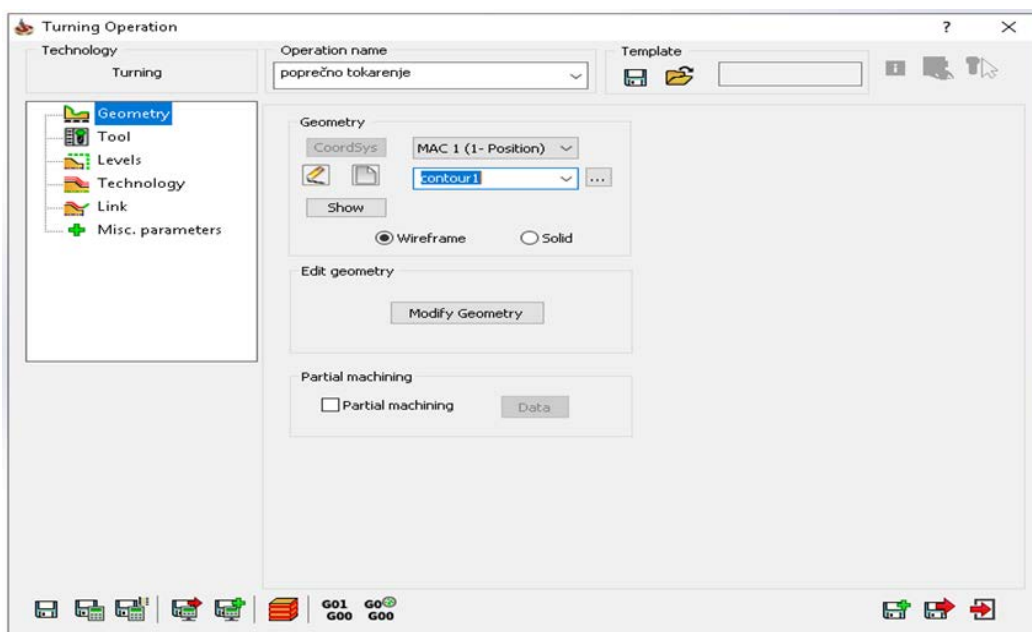 Turning Operation
?
Technology
Turning
Operation name
poprečno tokarenje
Template
Geometry
Tool
Levels
Technology
Link
Misc. parameters
Geometry
CoordSys
MAC 1 (1- Position)
contour1
...
Show
Wireframe
Solid
Edit geometry
Modify Geometry
Partial machining
Partial machining
Data
G01
G00
G0
G00